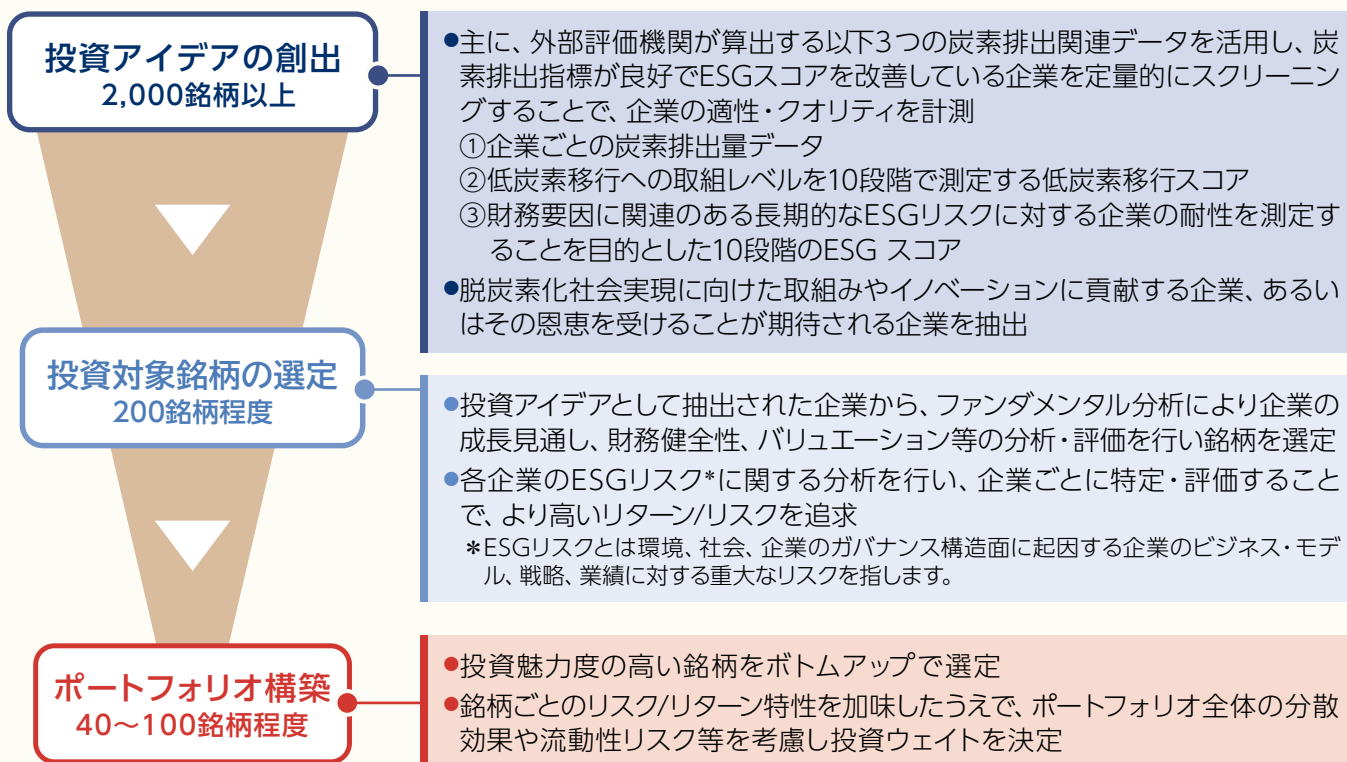 投資アイデアの創出
2,000銘柄以上
●主に、外部評価機関が算出する以下3つの炭素排出関連データを活用し、炭
素排出指標が良好でESGスコアを改善している企業を定量的にスクリーニン
グすることで、企業の適性・クオリティを計測
①企業ごとの炭素排出量データ
②低炭素移行への取組レベルを10段階で測定する低炭素移行スコア
③財務要因に関連のある長期的なESGリスクに対する企業の耐性を測定す
ることを目的とした10段階のESG スコア
●脱炭素化社会実現に向けた取組みやイノベーションに貢献する企業、あるい
はその恩恵を受けることが期待される企業を抽出
投資対象銘柄の選定
200銘柄程度
●投資アイデアとして抽出された企業から、ファンダメンタル分析により企業の
成長見通し、財務健全性、バリュエーション等の分析・評価を行い銘柄を選定
●各企業のESGリスク*に関する分析を行い、企業ごとに特定・評価すること
で、より高いリターン/リスクを追求
*ESGリスクとは環境、社会、企業のガバナンス構造面に起因する企業のビジネス・モデ
ル、戦略、業績に対する重大なリスクを指します。
ポートフォリオ構築
40～100銘柄程度
●投資魅力度の高い銘柄をボトムアップで選定
●銘柄ごとのリスク/リターン特性を加味したうえで、ポートフォリオ全体の分散
効果や流動性リスク等を考慮し投資ウェイトを決定